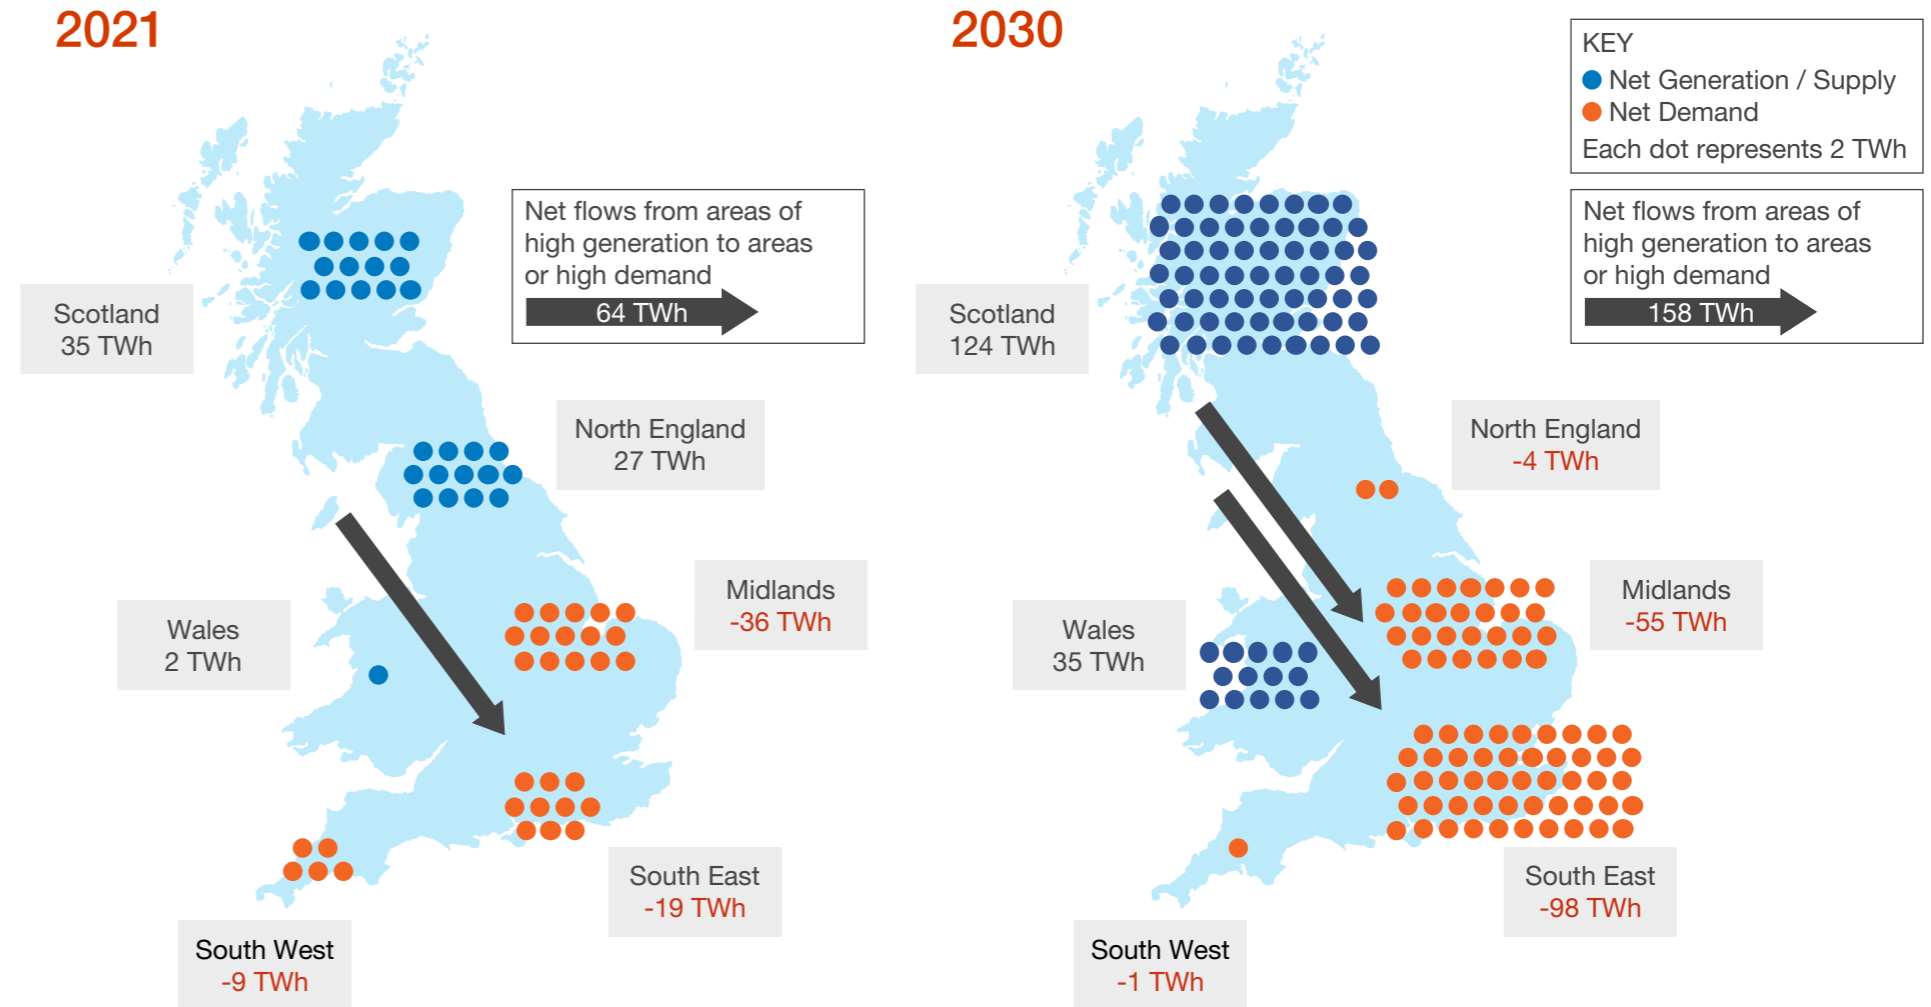 2021
Net flows from areas of
high generation to areas
or high demand
64 TWh
Scotland
35 TWh
North England
27 TWh
Midlands
-36 TWh
Wales
2 TWh
South East
-19 TWh
South West
-9 TWh
2030
KEY
Net Generation / Supply
Net Demand
Each dot represents 2 TWh
Net flows from areas of
high generation to areas
or high demand
158 TWh
Scotland
124 TWh
North England
-4 TWh
Midlands
-55 TWh
Wales
35 TWh
South East
-98 TWh
South West
-1 TWh